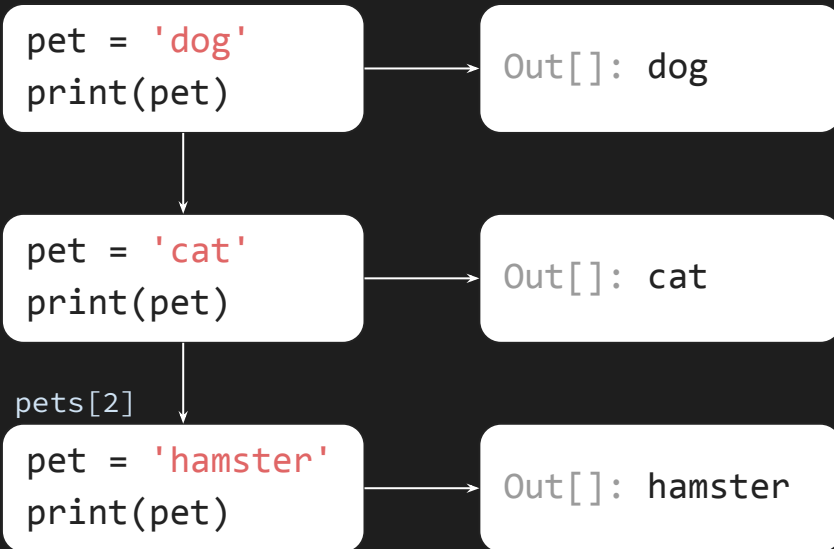 pet = 'dog'
print(pet)
Out[]: dog
pet = 'cat'
print(pet)
Out[]: cat
pets[2]
pet = 'hamster'
print(pet)
Out[]: hamster